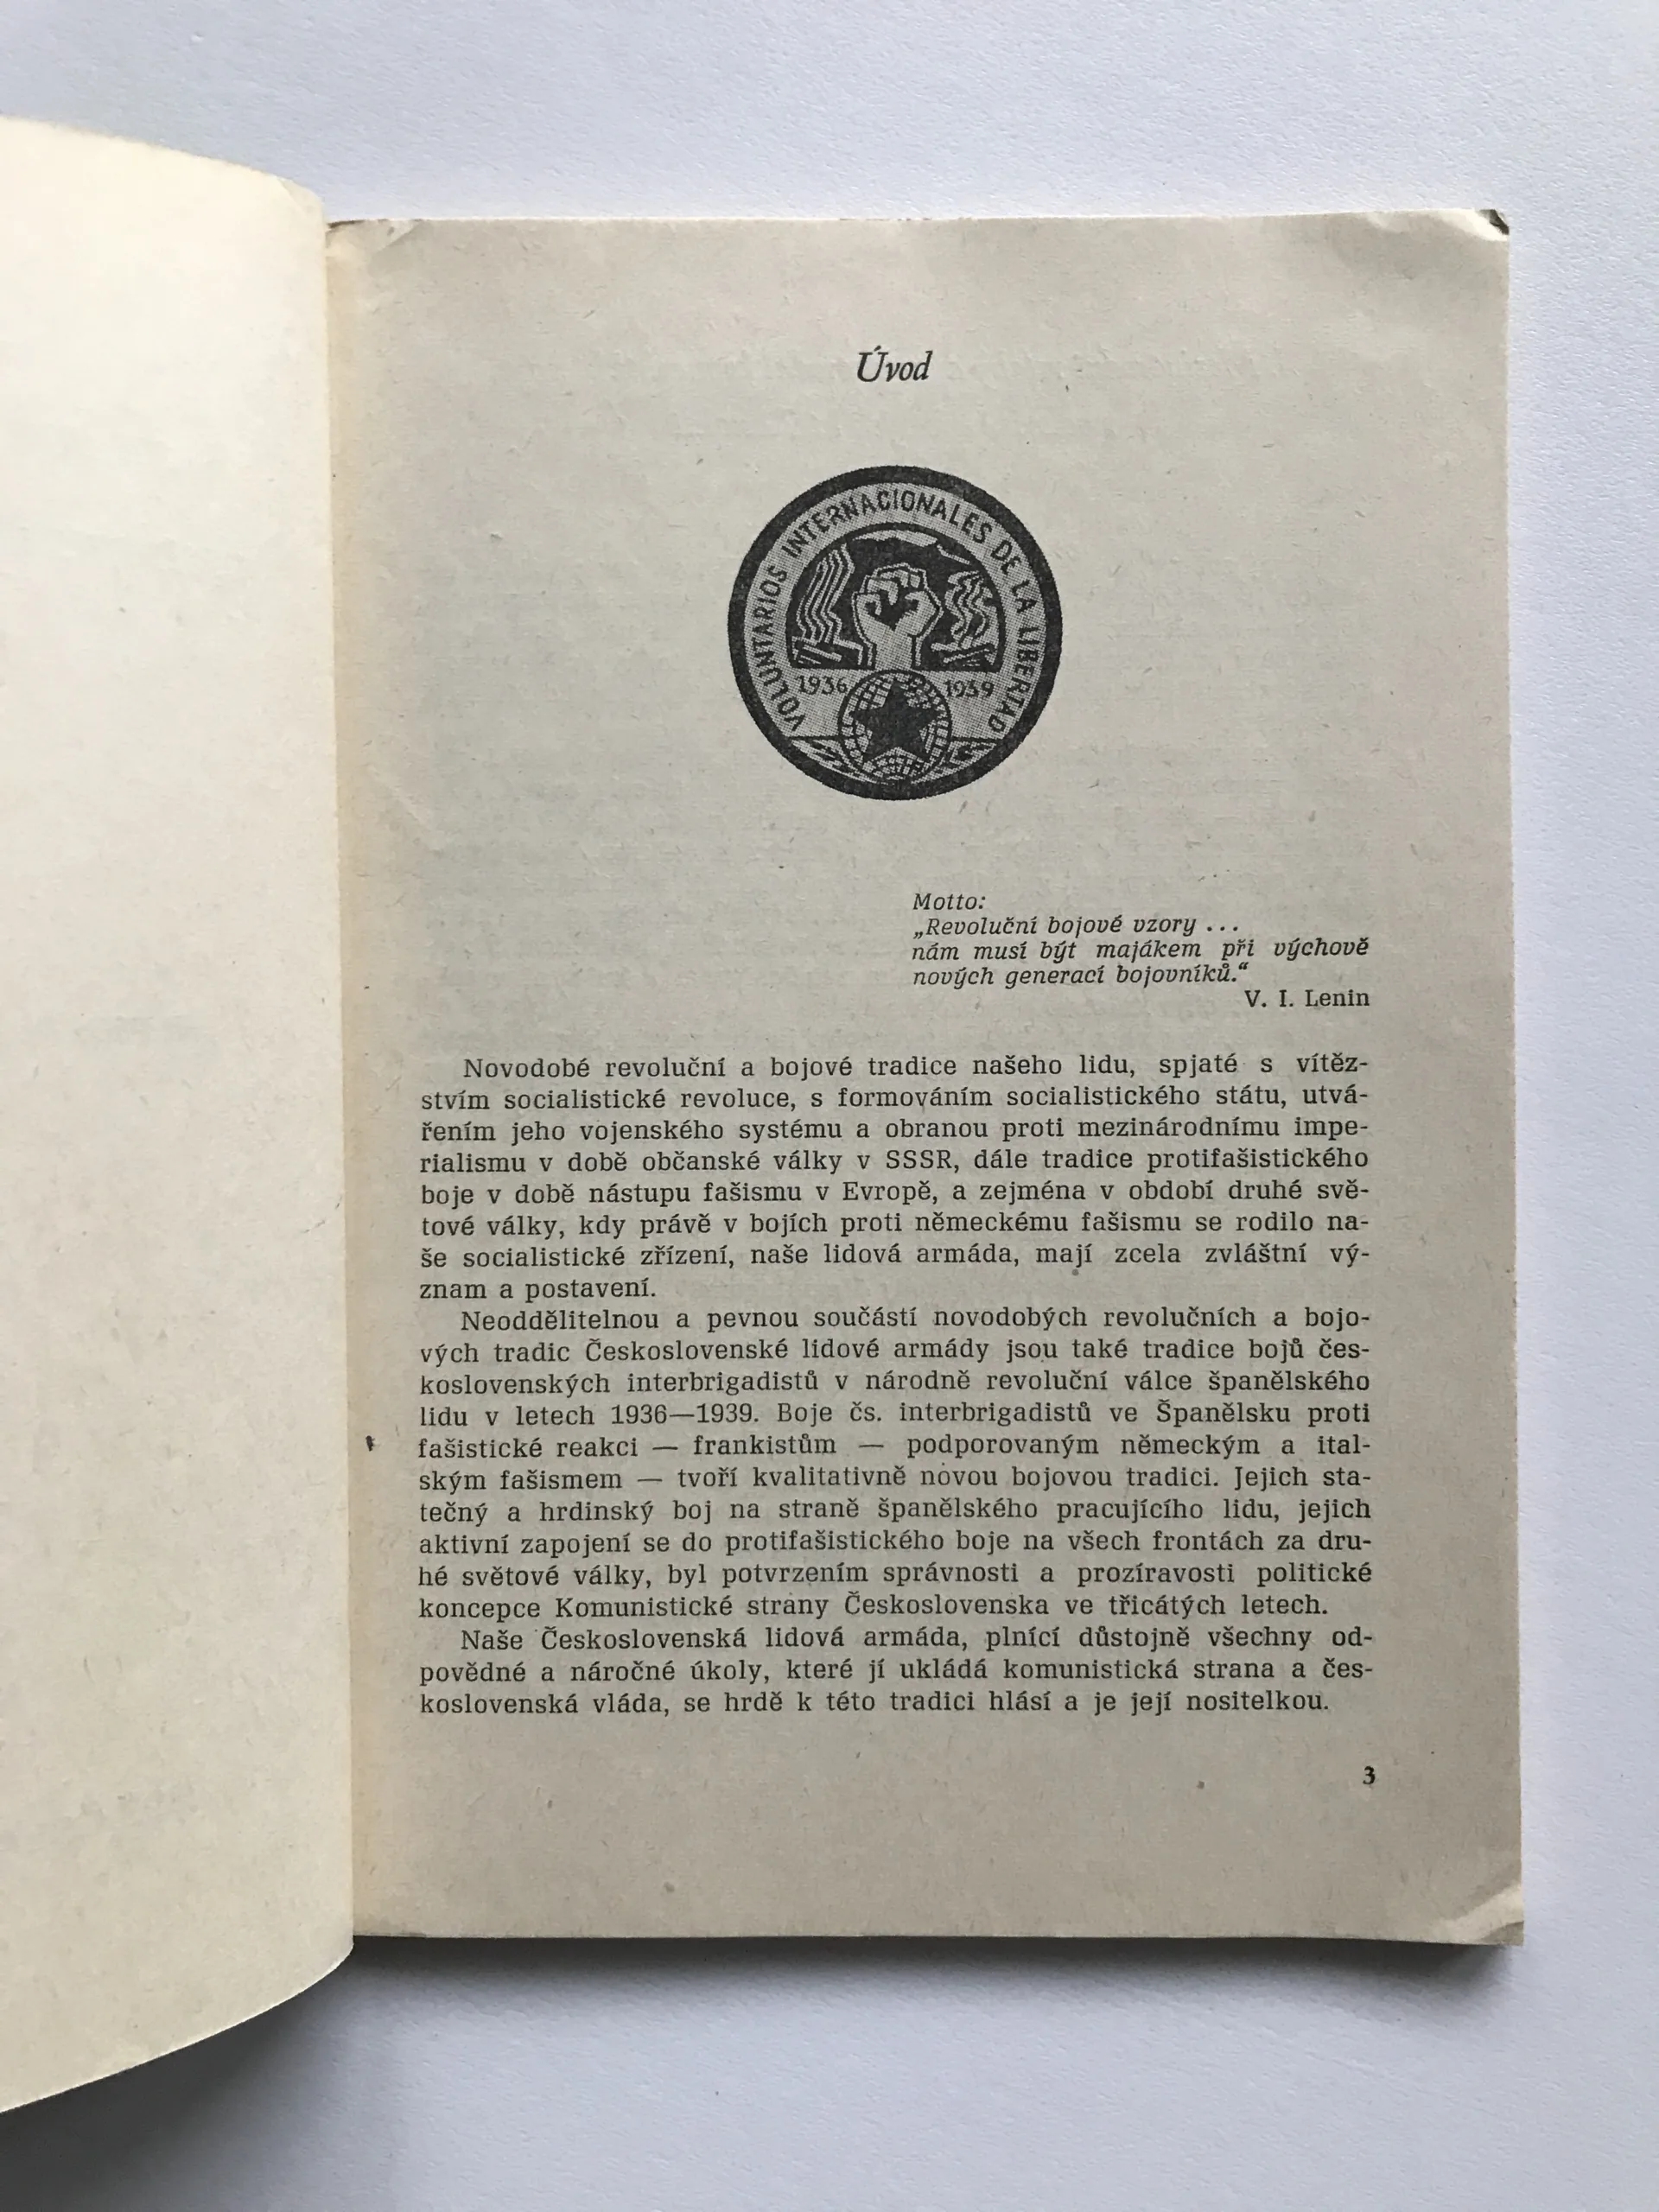 Úvod
VOLUNTARIOS INTERNACIONALES DE LA LIBERTAD
1936 1939
Motto:
„Revoluční bojové vzory ...
nám musí být majákem při výchově
nových generací bojovníků.“
V. I. Lenin
Novodobé revoluční a bojové tradice našeho lidu, spjaté s vítěz-
stvím socialistické revoluce, s formováním socialistického státu, utvá-
řením jeho vojenského systému a obranou proti mezinárodnímu impe-
rialismu v době občanské války v SSSR, dále tradice protifašistického
boje v době nástupu fašismu v Evropě, a zejména v období druhé svě-
tové války, kdy právě v bojích proti německému fašismu se rodilo na-
še socialistické zřízení, naše lidová armáda, mají zcela zvláštní vý-
znam a postavení.
Neoddělitelnou a pevnou součástí novodobých revolučních a bojo-
vých tradic Československé lidové armády jsou také tradice bojů čes-
koslovenských interbrigadistů v národně revoluční válce španělského
lidu v letech 1936—1939. Boje čs. interbrigadistů ve Španělsku proti
fašistické reakci — frankistům — podporovaným německým a ital-
ským fašismem — tvoří kvalitativně novou bojovou tradici. Jejich sta-
tečný a hrdinský boj na straně španělského pracujícího lidu, jejich
aktivní zapojení se do protifašistického boje na všech frontách za dru-
hé světové války, byl potvrzením správnosti a prozíravosti politické
koncepce Komunistické strany Československa ve třicátých letech.
Naše Československá lidová armáda, plnící důstojně všechny od-
povědné a náročné úkoly, které jí ukládá komunistická strana a čes-
koslovenská vláda, se hrdě k této tradici hlásí a je její nositelkou.
3